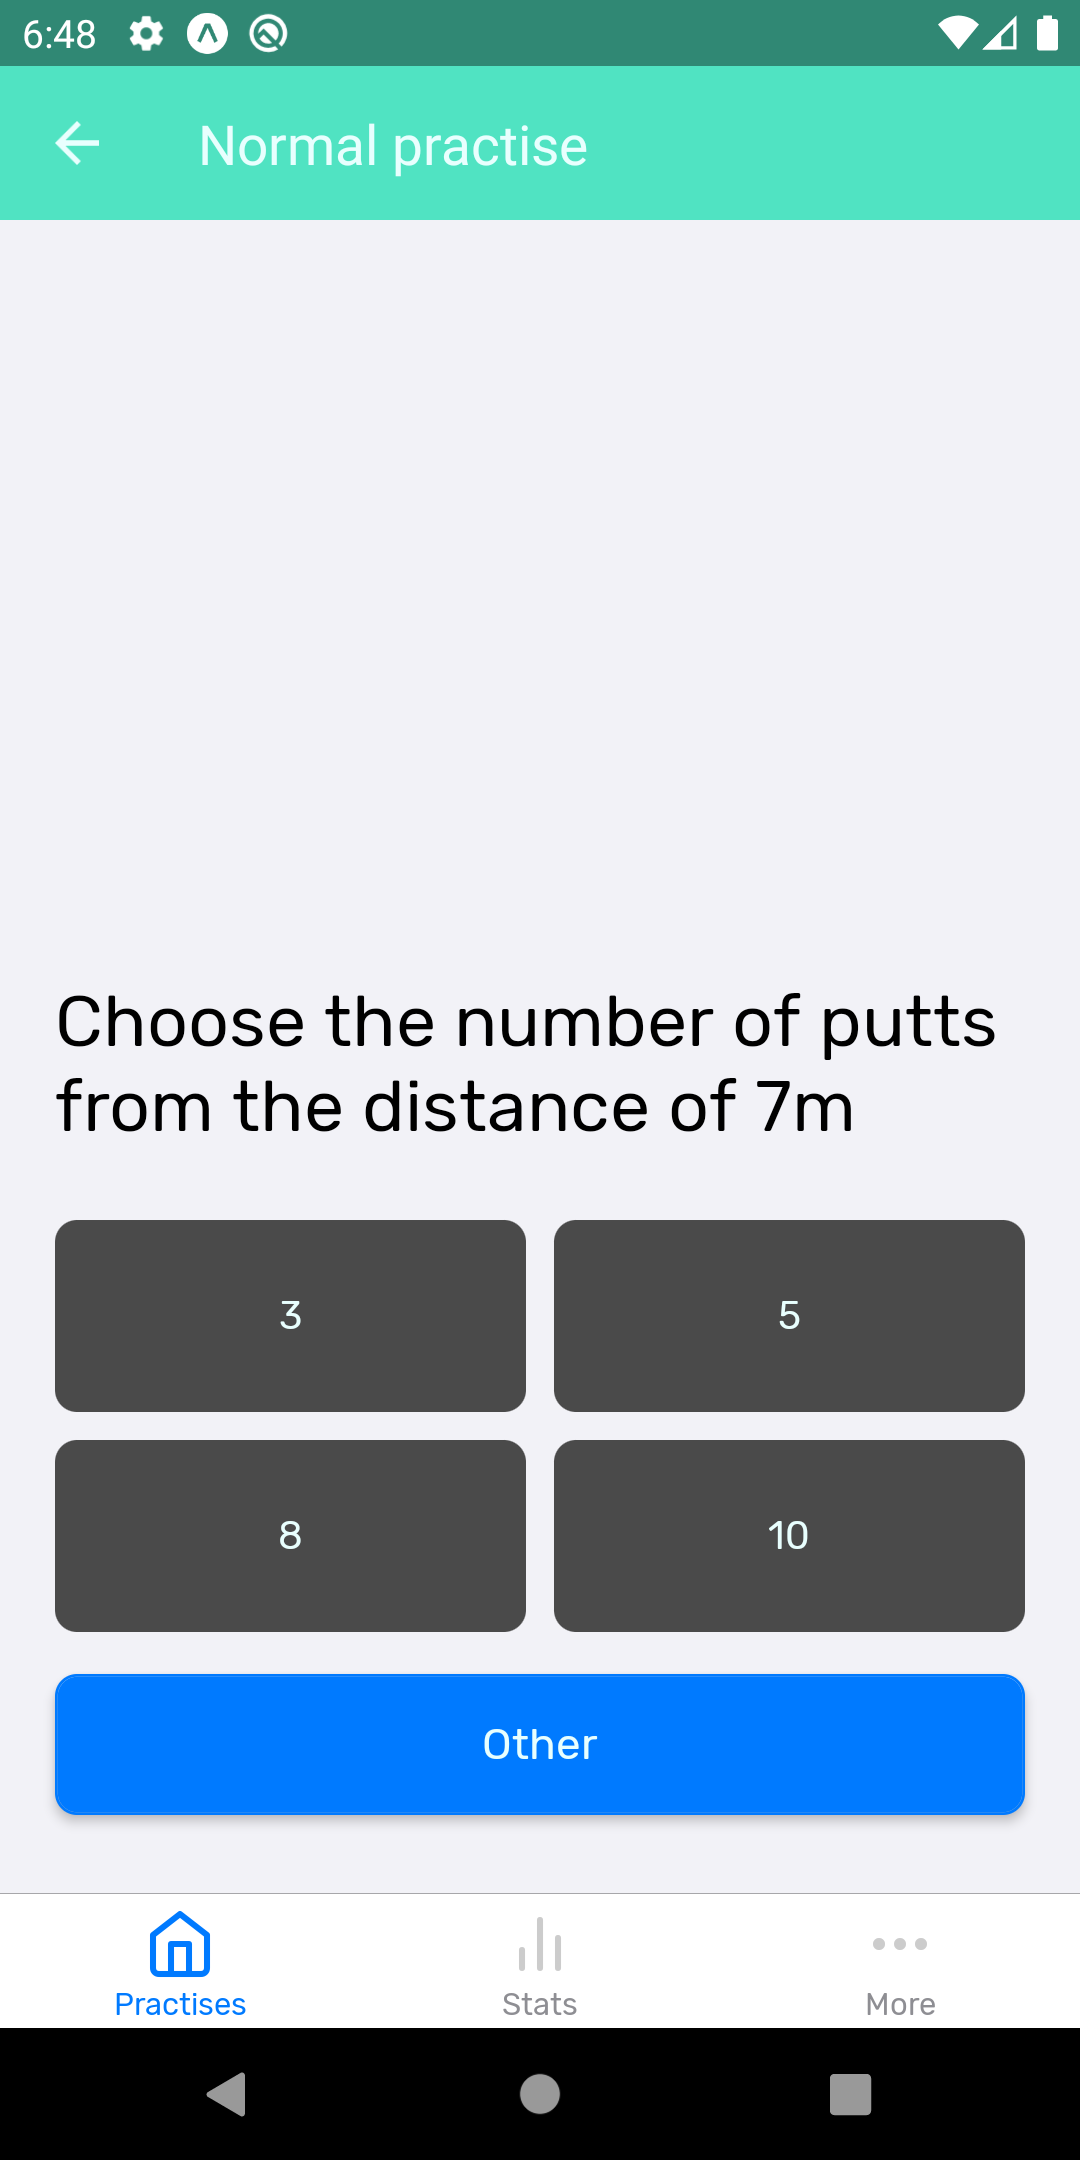 6:48
Normal practise
Choose the number of putts
from the distance of 7m
3
5
8
10
Other
Practises
Stats
More